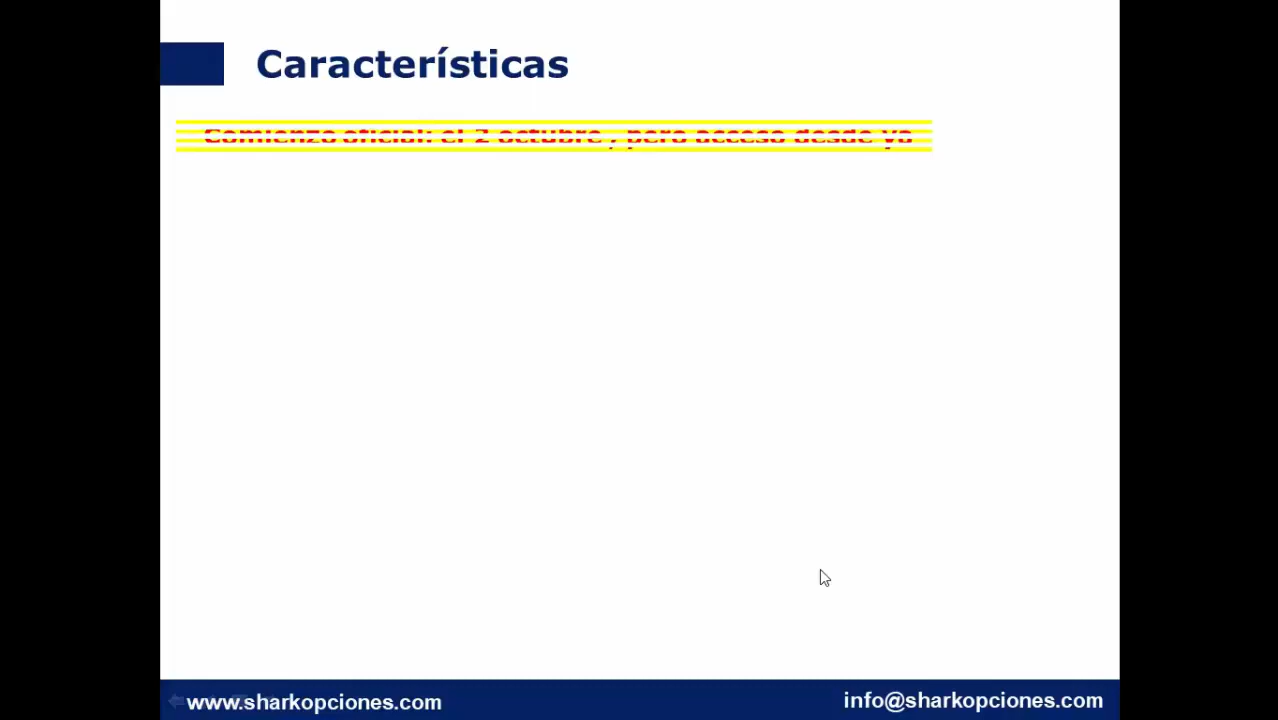 Características
Comienzo oficial: el 2 octubre , pero acceso desde ya
www.sharkopciones.com
info@sharkopciones.com